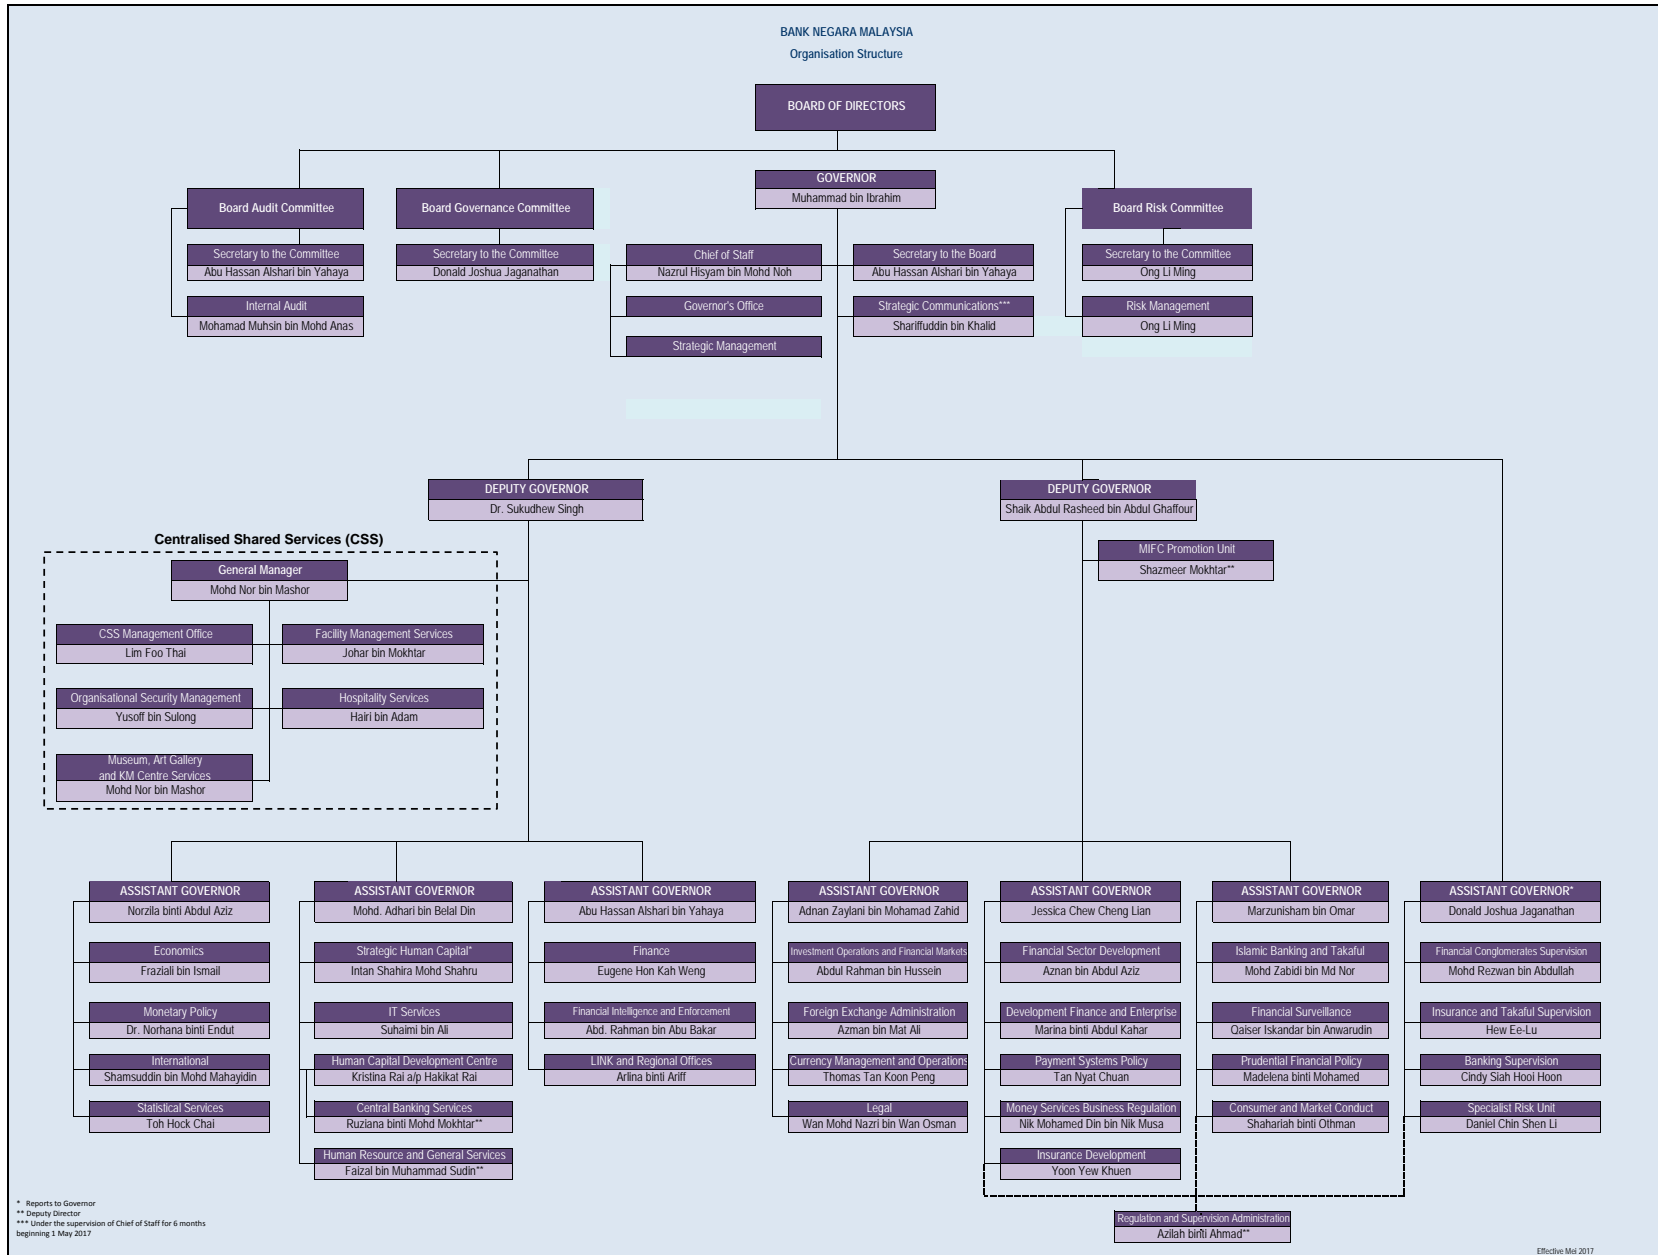 BANK NEGARA MALAYSIA
Organisation Structure
BOARD OF DIRECTORS
GOVERNOR
Muhammad bin Ibrahim
Board Audit Committee
Secretary to the Committee
Abu Hassan Alshari bin Yahaya
Internal Audit
Mohamad Muhsin bin Mohd Anas
Board Governance Committee
Secretary to the Committee
Donald Joshua Jaganathan
Chief of Staff
Nazrul Hisyam bin Mohd Noh
Governor's Office
Strategic Management
Secretary to the Board
Abu Hassan Alshari bin Yahaya
Strategic Communications***
Shariffuddin bin Khalid
Board Risk Committee
Secretary to the Committee
Ong Li Ming
Risk Management
Ong Li Ming
DEPUTY GOVERNOR
Dr. Sukudhew Singh
DEPUTY GOVERNOR
Shaik Abdul Rasheed bin Abdul Ghaffour
MIFC Promotion Unit
Shazmeer Mokhtar**
Centralised Shared Services (CSS)
General Manager
Mohd Nor bin Mashor
CSS Management Office
Lim Foo Thai
Facility Management Services
Johar bin Mokhtar
Organisational Security Management
Yusoff bin Sulong
Hospitality Services
Hairi bin Adam
Museum, Art Gallery
and KM Centre Services
Mohd Nor bin Mashor
ASSISTANT GOVERNOR
Norzila binti Abdul Aziz
Economics
Fraziali bin Ismail
Monetary Policy
Dr. Norhana binti Endut
International
Shamsuddin bin Mohd Mahayidin
Statistical Services
Toh Hock Chai
ASSISTANT GOVERNOR
Mohd. Adhari bin Belal Din
Strategic Human Capital*
Intan Shahira Mohd Shahru
IT Services
Suhaimi bin Ali
Human Capital Development Centre
Kristina Rai a/p Hakikat Rai
Central Banking Services
Ruziana binti Mohd Mokhtar**
Human Resource and General Services
Faizal bin Muhammad Sudin**
ASSISTANT GOVERNOR
Abu Hassan Alshari bin Yahaya
Finance
Eugene Hon Kah Weng
Financial Intelligence and Enforcement
Abd. Rahman bin Abu Bakar
LINK and Regional Offices
Arlina binti Ariff
ASSISTANT GOVERNOR
Adnan Zaylani bin Mohamad Zahid
Investment Operations and Financial Markets
Abdul Rahman bin Hussein
Foreign Exchange Administration
Azman bin Mat Ali
Currency Management and Operations
Thomas Tan Koon Peng
Legal
Wan Mohd Nazri bin Wan Osman
ASSISTANT GOVERNOR
Jessica Chew Cheng Lian
Financial Sector Development
Aznan bin Abdul Aziz
Development Finance and Enterprise
Marina binti Abdul Kahar
Payment Systems Policy
Tan Nyat Chuan
Money Services Business Regulation
Nik Mohamed Din bin Nik Musa
Insurance Development
Yoon Yew Khuen
ASSISTANT GOVERNOR
Marzunisham bin Omar
Islamic Banking and Takaful
Mohd Zabidi bin Md Nor
Financial Surveillance
Qaiser Iskandar bin Anwarudin
Prudential Financial Policy
Madelena binti Mohamed
Consumer and Market Conduct
Shahariah binti Othman
ASSISTANT GOVERNOR*
Donald Joshua Jaganathan
Financial Conglomerates Supervision
Mohd Rezwan bin Abdullah
Insurance and Takaful Supervision
Hew Ee-Lu
Banking Supervision
Cindy Siah Hooi Hoon
Specialist Risk Unit
Daniel Chin Shen Li
Regulation and Supervision Administration
Azilah binti Ahmad**
* Reports to Governor
** Deputy Director
*** Under the supervision of Chief of Staff for 6 months
beginning 1 May 2017
Effective Mei 2017